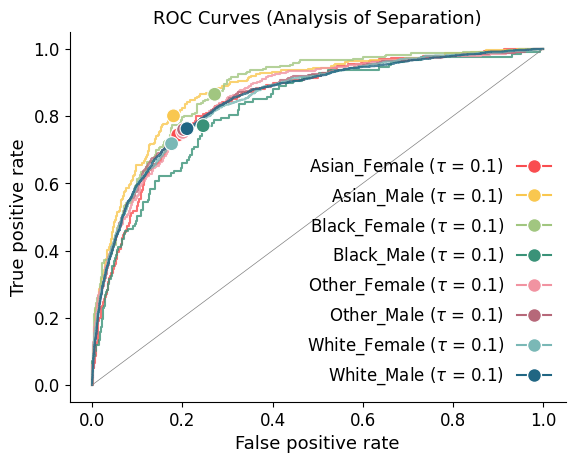 ROC Curves (Analysis of Separation)
True positive rate
1.0
0.8
0.6
0.4
0.2
0.0
Asian_Female (τ = 0.1)
Asian_Male (τ = 0.1)
Black_Female (τ = 0.1)
Black_Male (τ = 0.1)
Other_Female (τ = 0.1)
Other_Male (τ = 0.1)
White_Female (τ = 0.1)
White_Male (τ = 0.1)
0.0 0.2 0.4 0.6 0.8 1.0
False positive rate